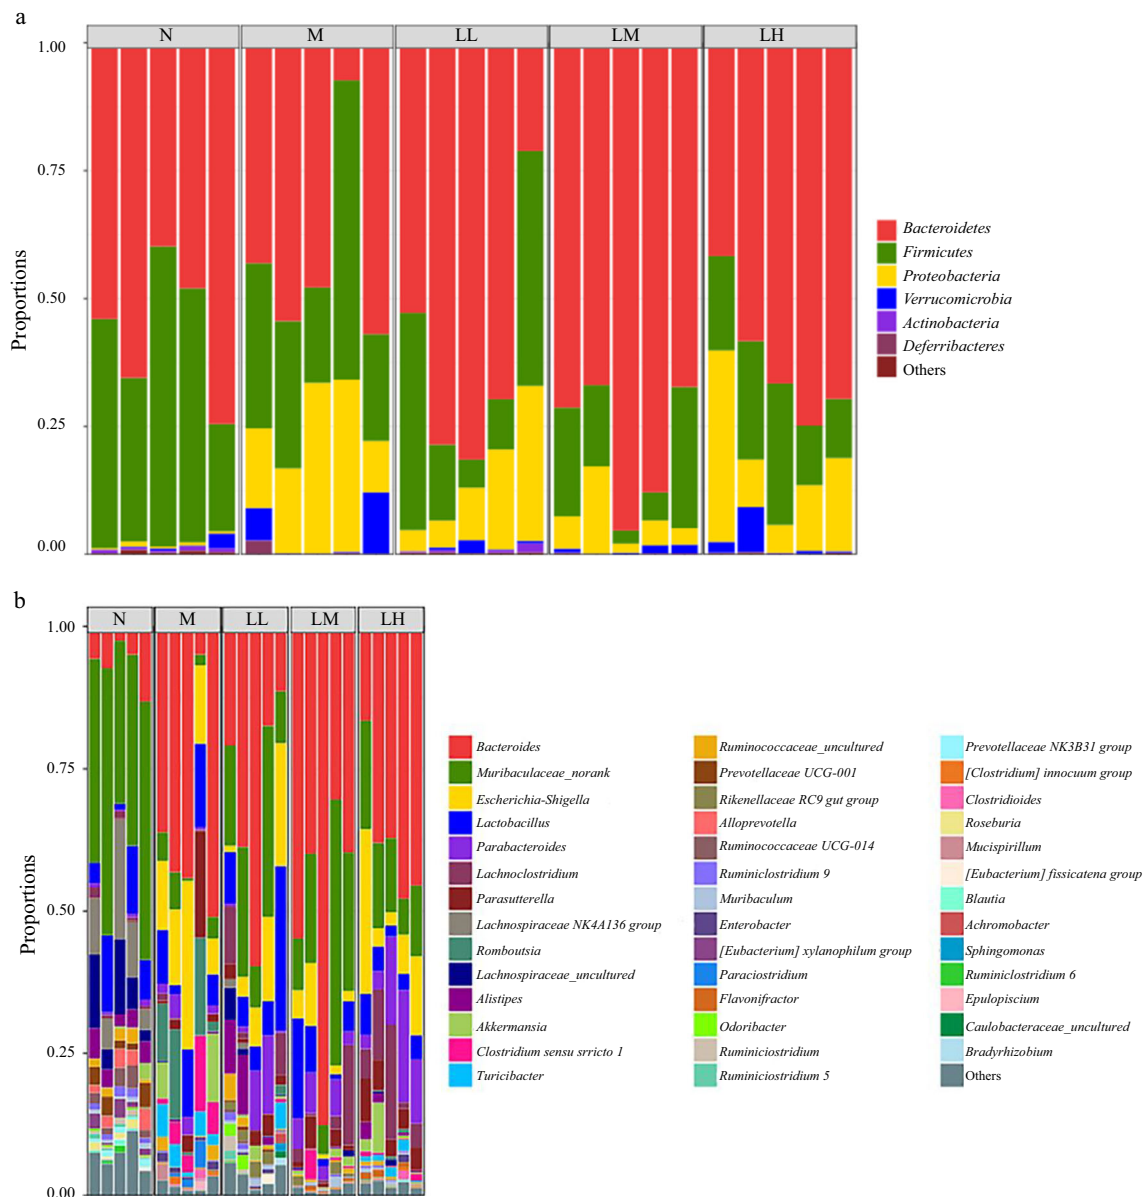 a
N M LL LM LH
1.00
0.75
0.50
0.25
0.00
Proportions
Bacteroidetes
Firmicutes
Proteobacteria
Verrucomicrobia
Actinobacteria
Deferribacteres
Others
b
N M LL LM LH
1.00
0.75
0.50
0.25
0.00
Proportions
Bacteroides
Muribaculaceae_norank
Escherichia-Shigella
Lactobacillus
Parabacteroides
Lachnoclostridium
Parasutterella
Lachnospiraceae NK4A136 group
Romboutsia
Lachnospiraceae_uncultured
Alistipes
Akkermansia
Clostridium sensu srricto 1
Turicibacter
Ruminococcaceae_uncultured
Prevotellaceae UCG-001
Rikenellaceae RC9 gut group
Alloprevotella
Ruminococcaceae UCG-014
Ruminiclostridium 9
Muribaculum
Enterobacter
[Eubacterium] xylanophilum group
Paraciostridium
Flavonifractor
Odoribacter
Ruminiciostridium
Ruminiciostridium 5
Prevotellaceae NK3B31 group
[Clostridium] innocuum group
Clostridioides
Roseburia
Mucispirillum
[Eubacterium] fissicatena group
Blautia
Achromobacter
Sphingomonas
Ruminiclostridium 6
Epulopiscium
Caulobacteraceae_uncultured
Bradyrhizobium
Others